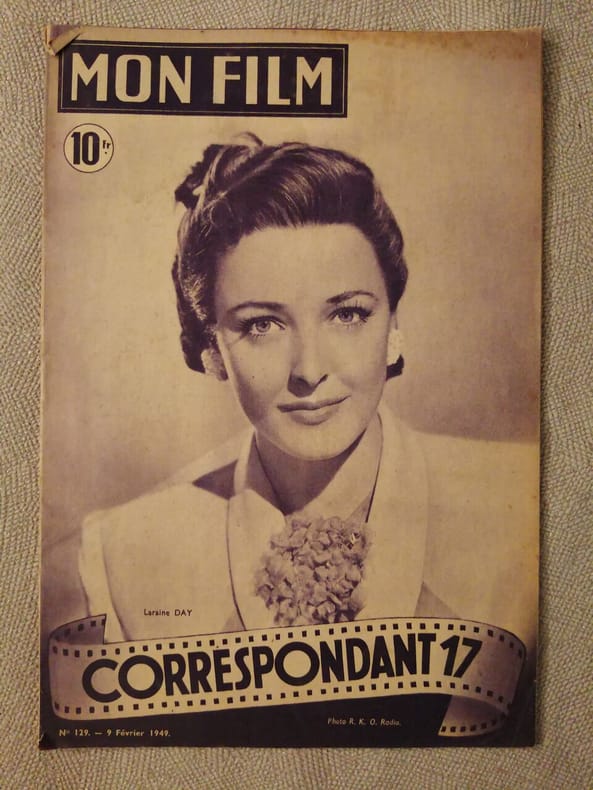 MON FILM
10 Fr
Laraine DAY
CORRESPONDANT 17
Photo R. K. O. Radio.
N° 129. — 9 Février 1949.